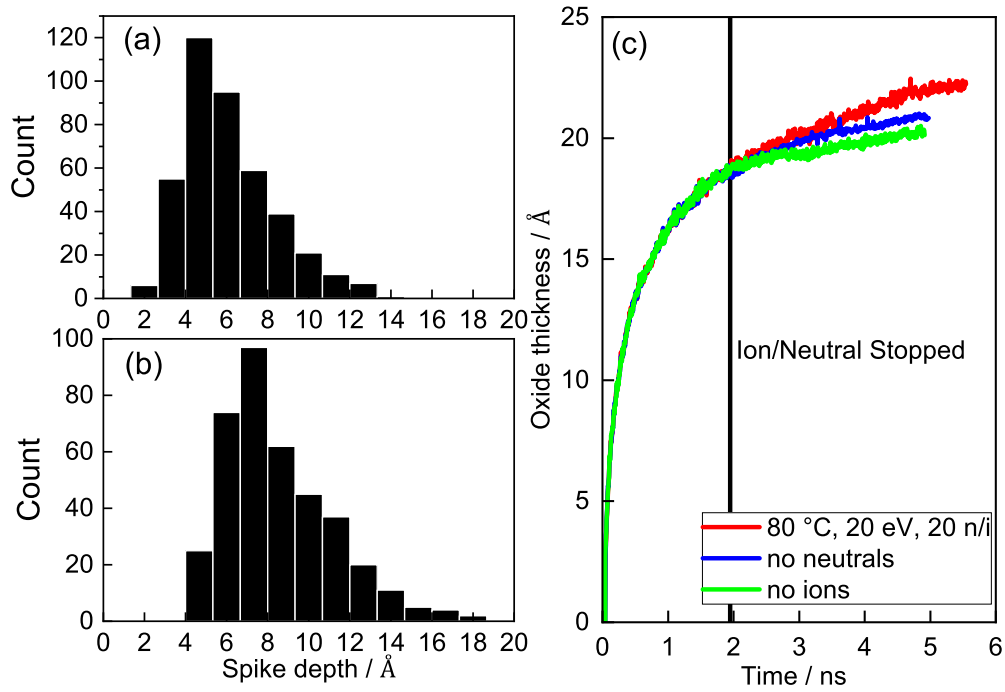 (a)
120
100
80
60
40
20
0
Count
0 2 4 6 8 10 12 14 16 18 20
(b)
100
80
60
40
20
0
Count
0 2 4 6 8 10 12 14 16 18 20
Spike depth / Å
(c)
25
20
15
10
5
0
Oxide thickness / Å
Ion/Neutral Stopped
80 °C, 20 eV, 20 n/i
no neutrals
no ions
0 1 2 3 4 5 6
Time / ns